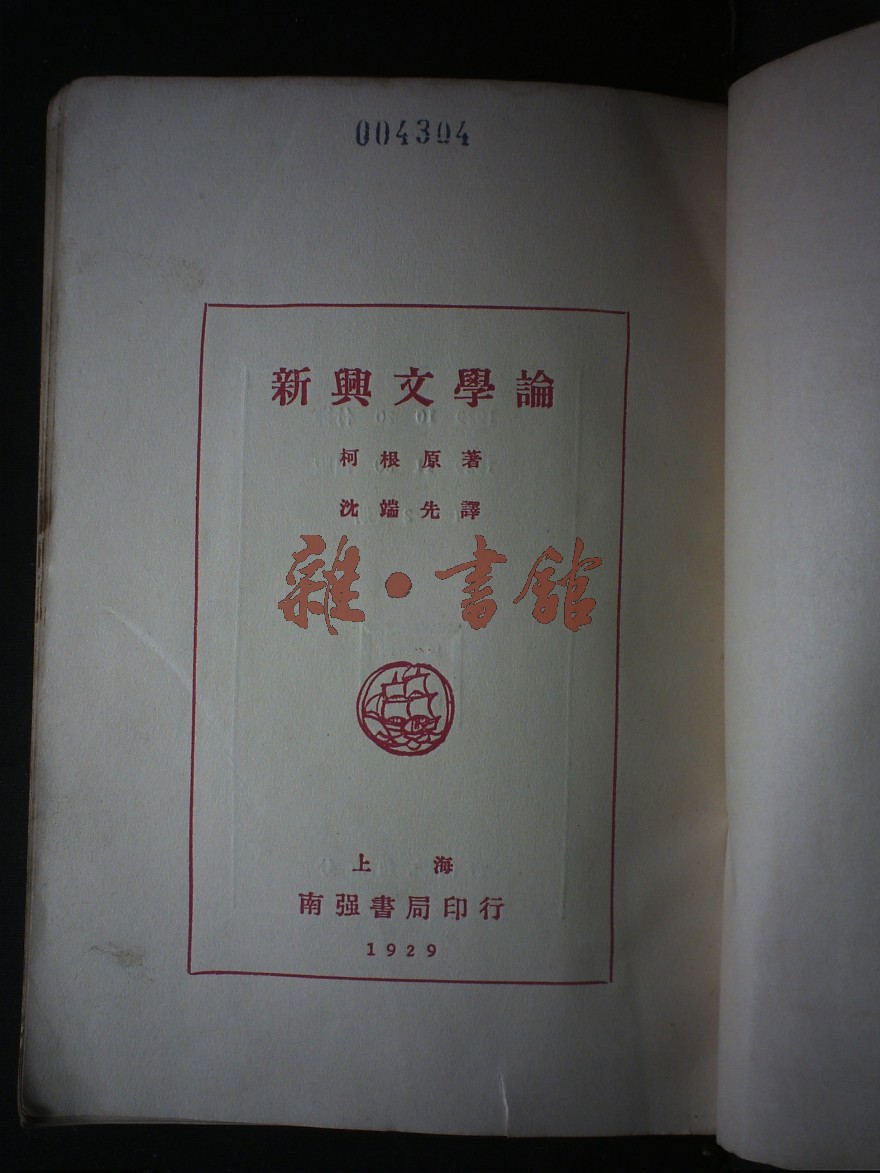 004304
新興文學論
柯根原著
沈端先譯
雜·書館
上海
南强書局印行
1929